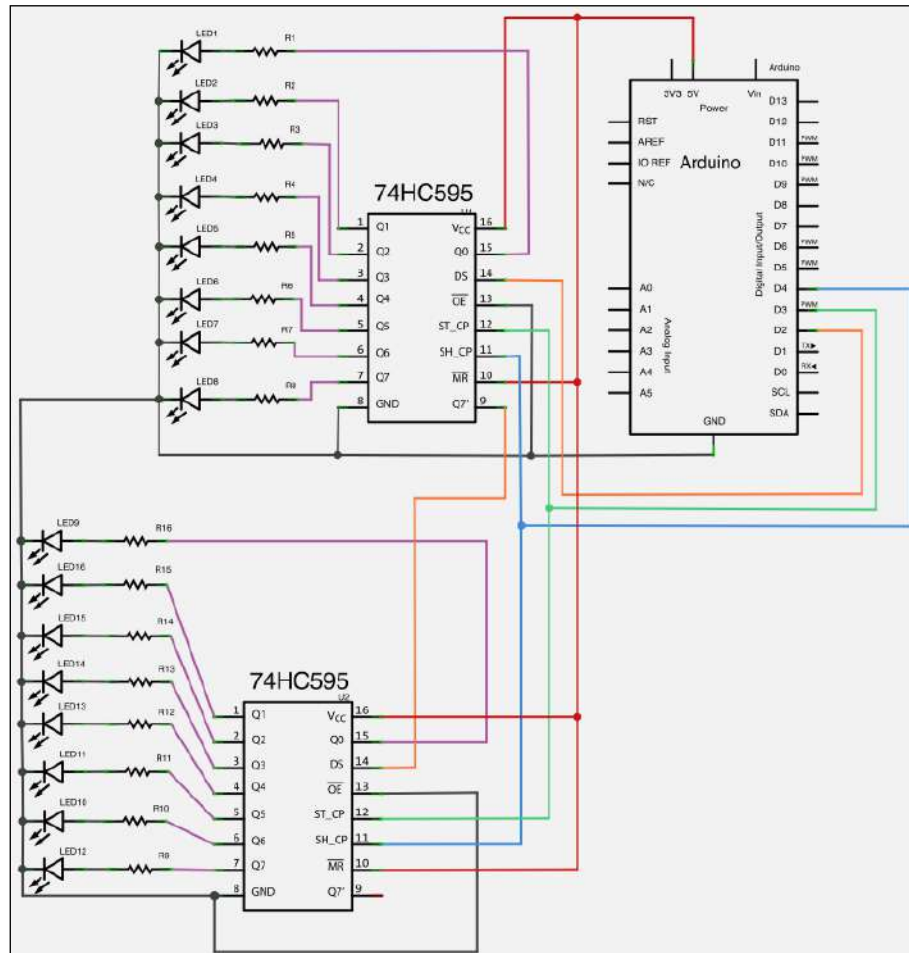 LED1
R1
LED2
R2
LED3
R3
LED4
R4
LED5
R5
LED6
R6
LED7
R7
LED8
R8
74HC595
U1
1 Q1
2 Q2
3 Q3
4 Q4
5 Q5
6 Q6
7 Q7
8 GND
VCC 16
Q0 15
DS 14
OE 13
ST_CP 12
SH_CP 11
MR 10
Q7' 9
Arduino
3V3 5V Vin
Power
Arduino
RST
AREF
IO REF
N/C
A0
A1
A2
A3
A4
A5
Analog Input
Digital Input/Output
D13
D12
D11 PWM
D10 PWM
D9 PWM
D8
D7
D6 PWM
D5 PWM
D4
D3 PWM
D2
D1 TX▶
D0 RX◀
SCL
SDA
GND
LED9
R16
LED16
R15
LED15
R14
LED14
R13
LED13
R12
LED11
R11
LED10
R10
LED12
R9
74HC595
U2
1 Q1
2 Q2
3 Q3
4 Q4
5 Q5
6 Q6
7 Q7
8 GND
VCC 16
Q0 15
DS 14
OE 13
ST_CP 12
SH_CP 11
MR 10
Q7' 9